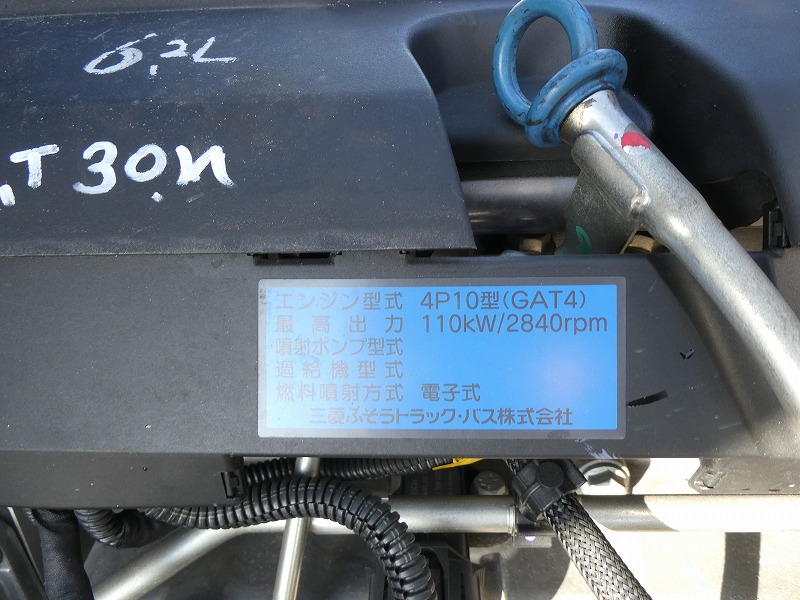 6,2L
T30.N
エンジン型式 4P10型(GAT4)
最高出力 110kW/2840rpm
噴射ポンプ型式
過給機型式
燃料噴射方式 電子式
三菱ふそうトラック・バス株式会社